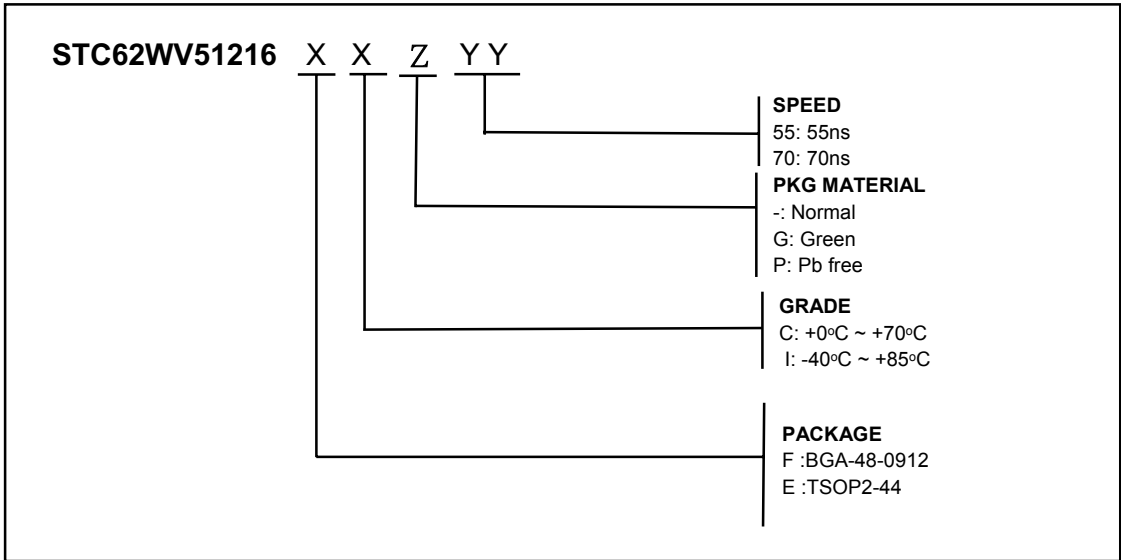 STC62WV51216 X X Z Y Y
SPEED
55: 55ns
70: 70ns
PKG MATERIAL
-: Normal
G: Green
P: Pb free
GRADE
C: +0oC ~ +70oC
I: -40oC ~ +85oC
PACKAGE
F :BGA-48-0912
E :TSOP2-44